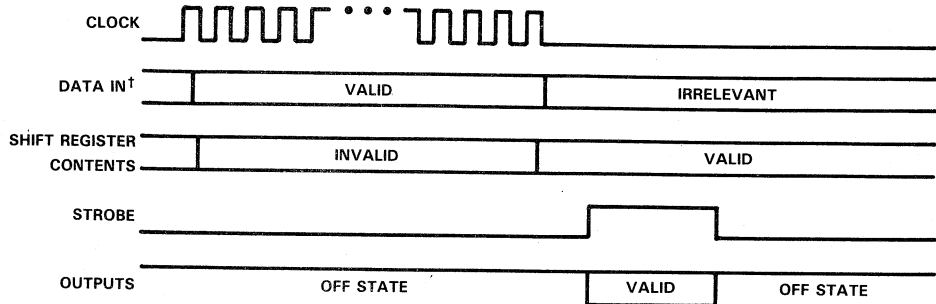 CLOCK
DATA IN† VALID IRRELEVANT
SHIFT REGISTER CONTENTS INVALID VALID
STROBE
OUTPUTS OFF STATE VALID OFF STATE